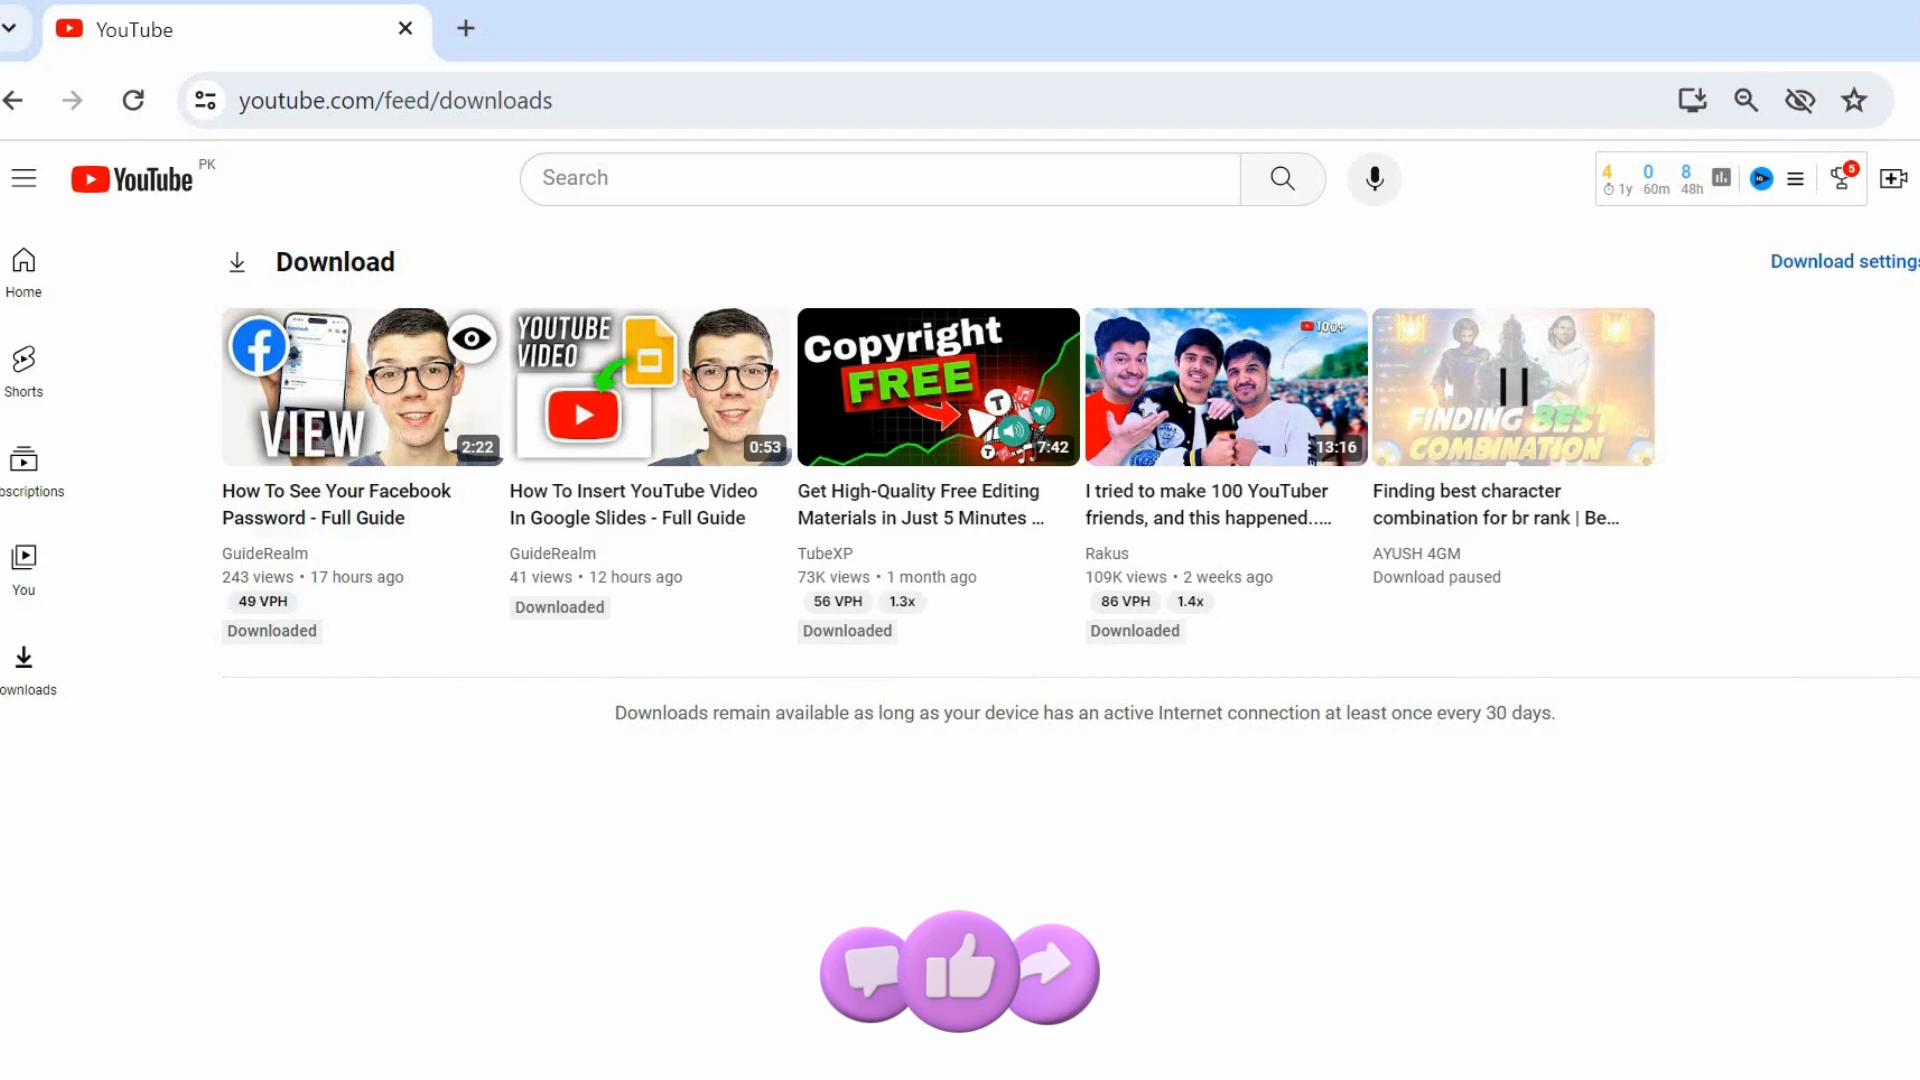 YouTube
youtube.com/feed/downloads
YouTube PK
Search
4 0 8
1y 60m 48h
5
Home
Shorts
bscriptions
You
ownloads
Download
Download settings
VIEW
2:22
How To See Your Facebook
Password - Full Guide
GuideRealm
243 views • 17 hours ago
49 VPH
Downloaded
YOUTUBE
VIDEO
0:53
How To Insert YouTube Video
In Google Slides - Full Guide
GuideRealm
41 views • 12 hours ago
Downloaded
Copyright
FREE
T
T
7:42
Get High-Quality Free Editing
Materials in Just 5 Minutes ...
TubeXP
73K views • 1 month ago
56 VPH 1.3x
Downloaded
100+
13:16
I tried to make 100 YouTuber
friends, and this happened.....
Rakus
109K views • 2 weeks ago
86 VPH 1.4x
Downloaded
FINDING BEST
COMBINATION
Finding best character
combination for br rank | Be...
AYUSH 4GM
Download paused
Downloads remain available as long as your device has an active Internet connection at least once every 30 days.